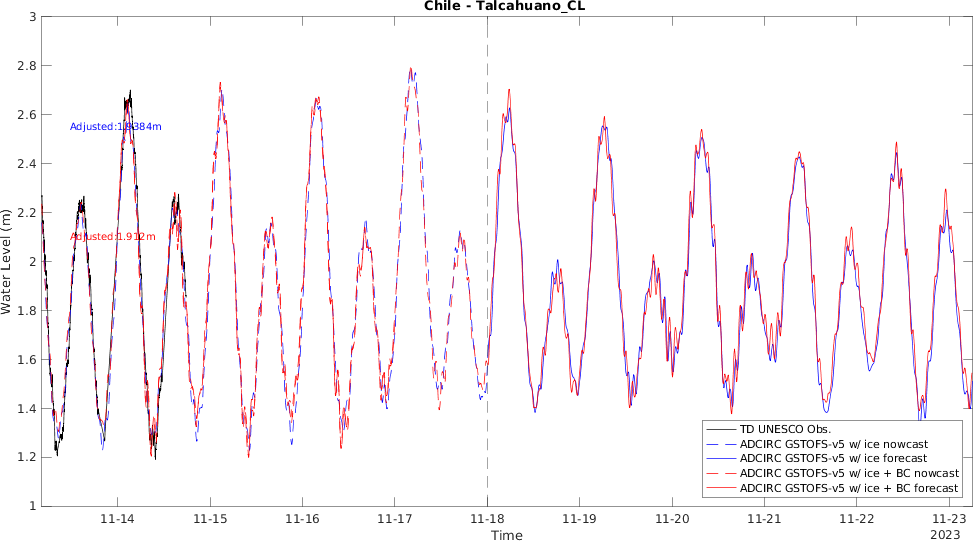 Chile - Talcahuano_CL
Water Level (m)
3
2.8
2.6
2.4
2.2
2
1.8
1.6
1.4
1.2
1
Adjusted:1.9384m
Adjusted:1.912m
TD UNESCO Obs.
ADCIRC GSTOFS-v5 w/ ice nowcast
ADCIRC GSTOFS-v5 w/ ice forecast
ADCIRC GSTOFS-v5 w/ ice + BC nowcast
ADCIRC GSTOFS-v5 w/ ice + BC forecast
11-14 11-15 11-16 11-17 11-18 11-19 11-20 11-21 11-22 11-23
2023
Time